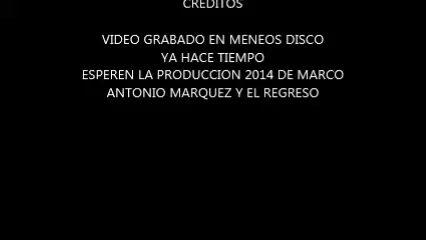 CREDITOS
VIDEO GRABADO EN MENEOS DISCO
YA HACE TIEMPO
ESPEREN LA PRODUCCION 2014 DE MARCO
ANTONIO MARQUEZ Y EL REGRESO